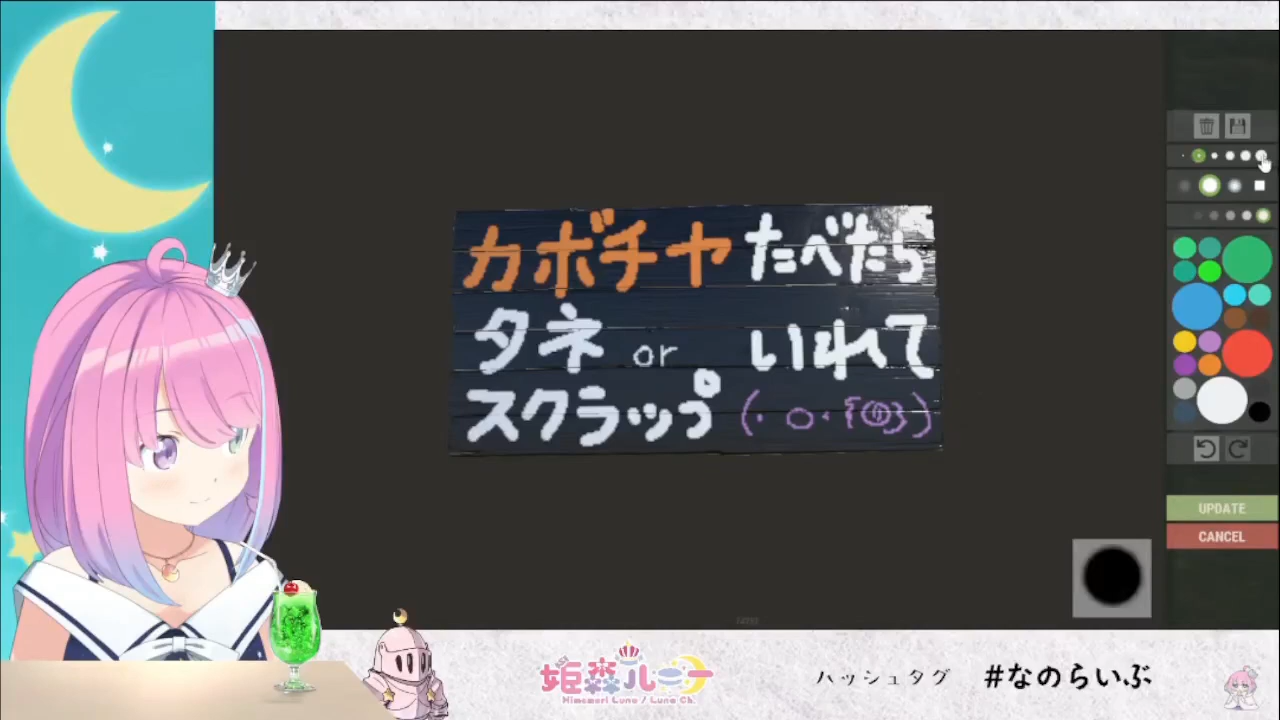 カボチャ たべたら
タネ or いれて
スクラップ (・○・{@})
UPDATE
CANCEL
姫森ルーナ
Himemori Luna / Luna Ch.
ハッシュタグ #なのらいぶ